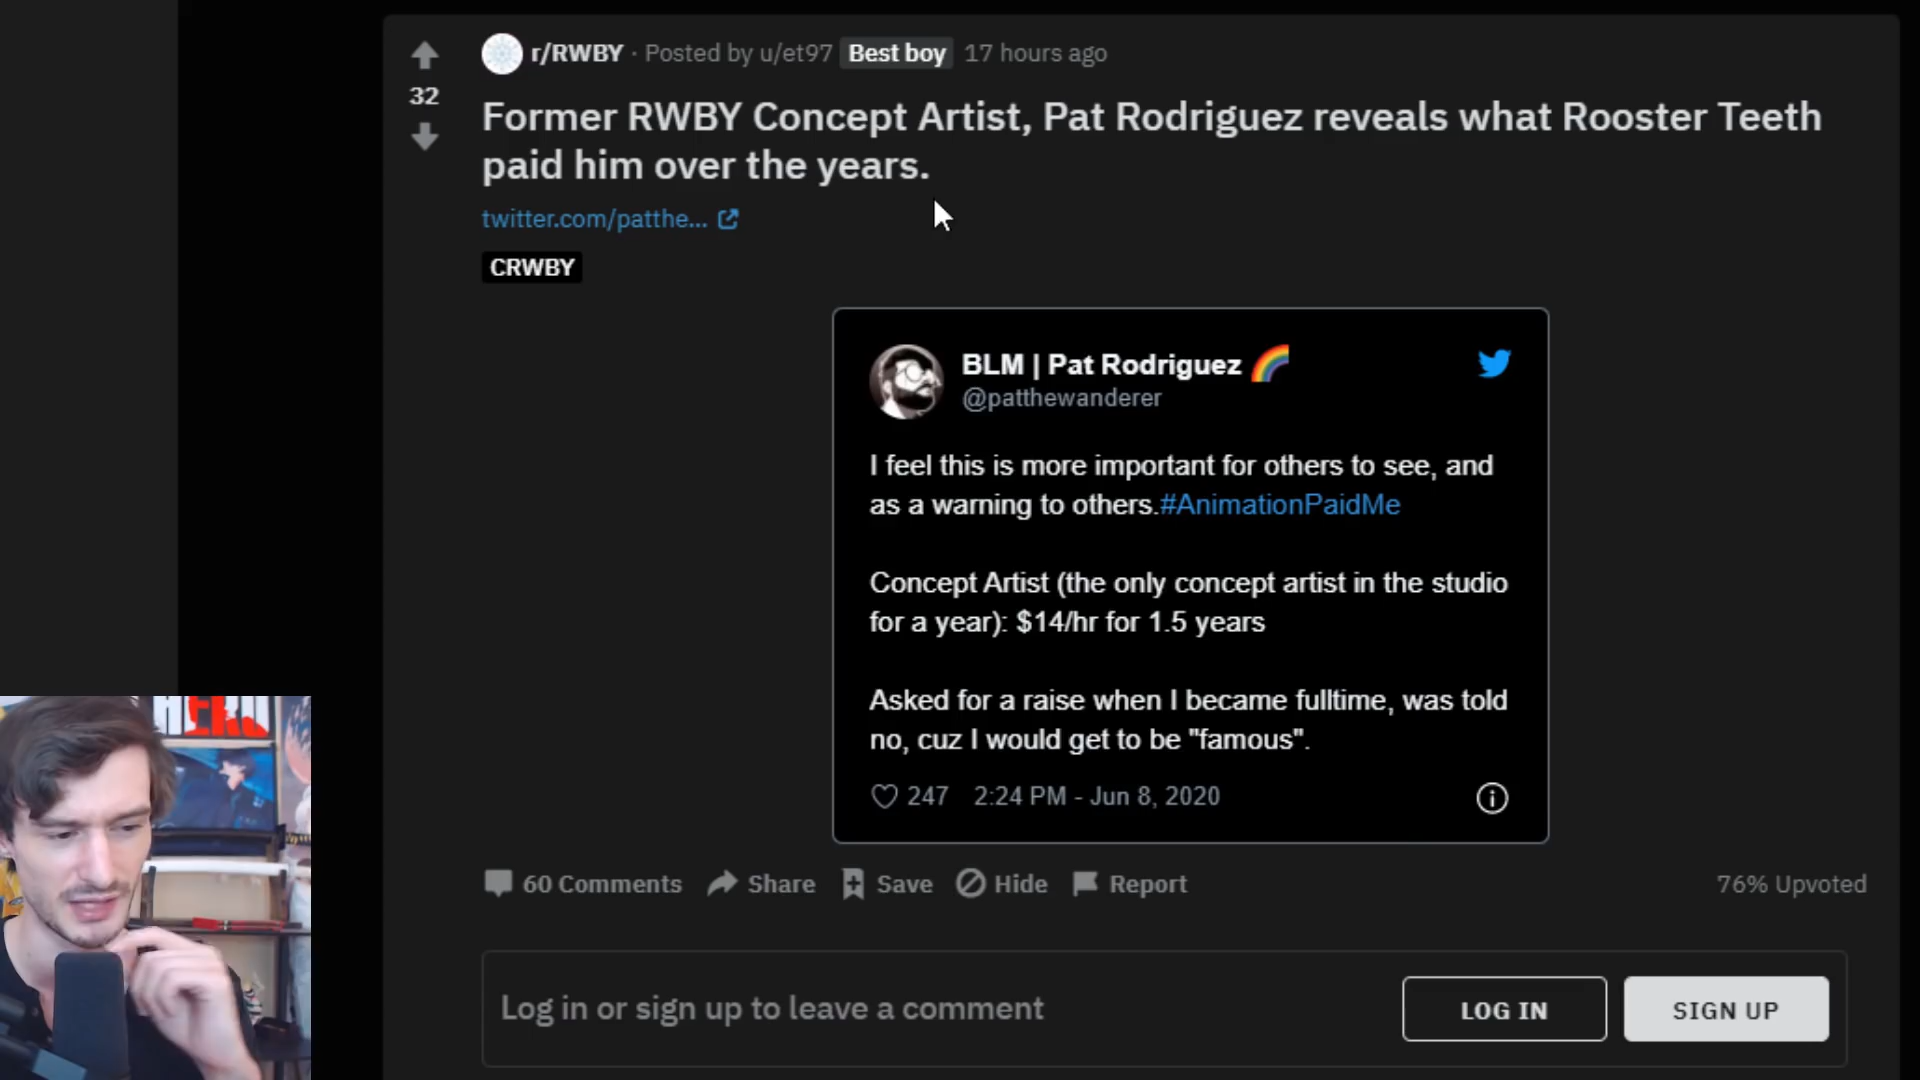 r/RWBY · Posted by u/et97 Best boy 17 hours ago
32
Former RWBY Concept Artist, Pat Rodriguez reveals what Rooster Teeth
paid him over the years.
twitter.com/patthe...
CRWBY
BLM | Pat Rodriguez 🌈
@patthewanderer
I feel this is more important for others to see, and
as a warning to others.#AnimationPaidMe
Concept Artist (the only concept artist in the studio
for a year): $14/hr for 1.5 years
Asked for a raise when I became fulltime, was told
no, cuz I would get to be "famous".
247 2:24 PM - Jun 8, 2020
60 Comments Share Save Hide Report 76% Upvoted
Log in or sign up to leave a comment LOG IN SIGN UP
HERO